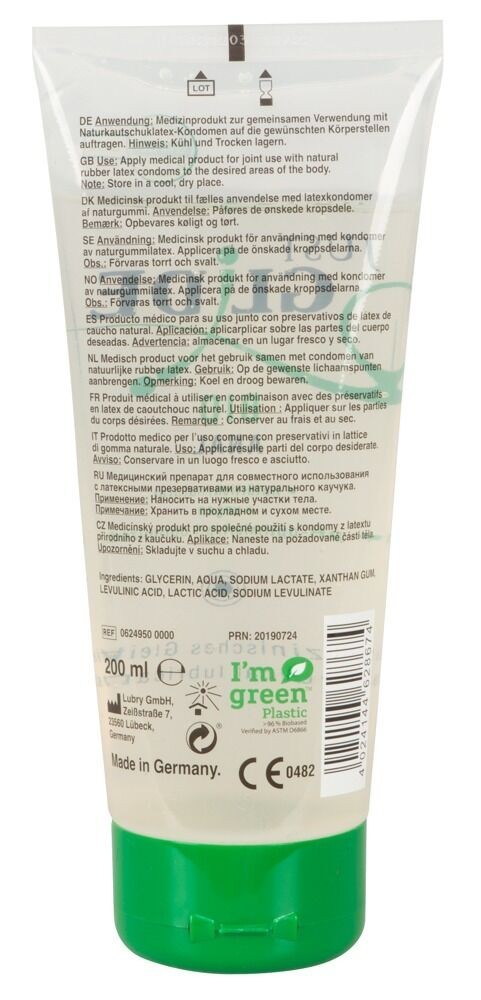 LOT
DE Anwendung: Medizinprodukt zur gemeinsamen Verwendung mit
Naturkautschuklatex-Kondomen auf die gewünschten Körperstellen
auftragen. Hinweis: Kühl und Trocken lagern.
GB Use: Apply medical product for joint use with natural
rubber latex condoms to the desired areas of the body.
Note: Store in a cool, dry place.
DK Medicinsk produkt til fælles anvendelse med latexkondomer
af naturgummi. Anvendelse: Påføres de ønskede kropsdele.
Bemærk: Opbevares køligt og tørt.
SE Användning: Medicinsk produkt för användning med kondomer
av naturgummilatex. Applicera på de önskade kroppsdelarna.
Obs.: Förvaras torrt och svalt.
NO Anvendelse: Medicinsk produkt för användning med kondomer
av naturgummilatex. Applicera på de önskade kroppsdelarna.
Obs.: Förvaras torrt och svalt.
ES Producto médico para su uso junto con preservativos de látex de
caucho natural. Aplicación: aplicarplicar sobre las partes del cuerpo
deseadas. Advertencia: almacenar en un lugar fresco y seco.
NL Medisch product voor het gebruik samen met condomen van
natuurlijke rubber latex. Gebruik: Op de gewenste lichaamspunten
aanbrengen. Opmerking: Koel en droog bewaren.
FR Produit médical à utiliser en combinaison avec des préservatifs
en latex de caoutchouc naturel. Utilisation : Appliquer sur les parties
du corps désirées. Remarque : Conserver au frais et au sec.
IT Prodotto medico per l'uso con preservativi in lattice
di gomma naturale. Uso: Applicaresulle parti del corpo desiderate.
Avviso: Conservare in un luogo fresco e asciutto.
RU Медицинский препарат для совместного использования
с латексными презервативами из натурального каучука.
Применение: Наносить на нужные участки тела.
Примечание: Хранить в прохладном и сухом месте.
CZ Medicínský produkt pro společné použití s kondomy z latextu
přírodního z kaučuku. Aplikace: Naneste na požadované části těla.
Upozornění: Skladujte v suchu a chladu.
Ingredients: GLYCERIN, AQUA, SODIUM LACTATE, XANTHAN GUM,
LEVULINIC ACID, LACTIC ACID, SODIUM LEVULINATE
REF 0624950 0000 PRN: 20190724
200 ml
I'm
green™
Plastic
>96% Biobased
Verified by ASTM D6866
Lubry GmbH,
Zeißstraße 7,
23560 Lübeck,
Germany
Made in Germany.
CE 0482
4024144628674